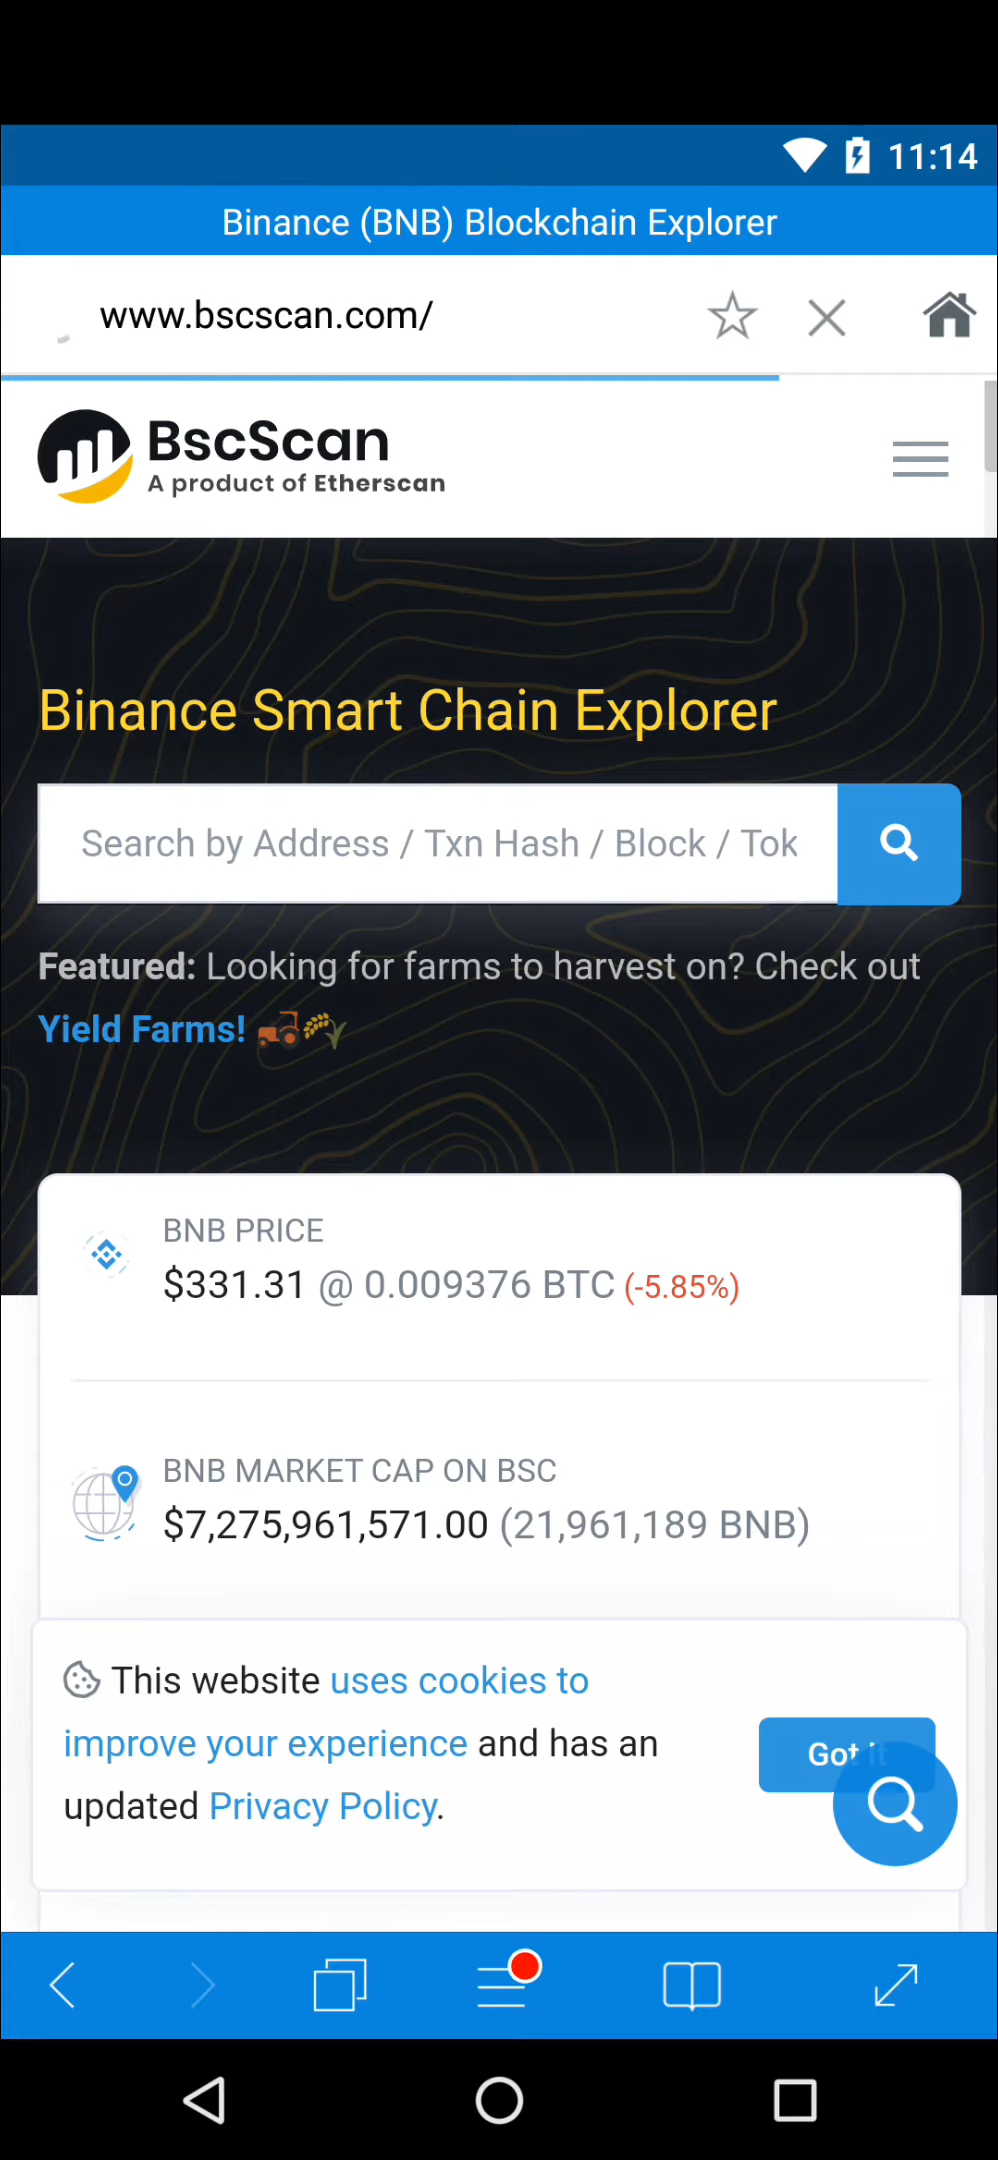 11:14
Binance (BNB) Blockchain Explorer
www.bscscan.com/
BscScan
A product of Etherscan
Binance Smart Chain Explorer
Search by Address / Txn Hash / Block / Tok
Featured: Looking for farms to harvest on? Check out
Yield Farms!
BNB PRICE
$331.31 @ 0.009376 BTC (-5.85%)
BNB MARKET CAP ON BSC
$7,275,961,571.00 (21,961,189 BNB)
This website uses cookies to
improve your experience and has an
updated Privacy Policy.
Got it